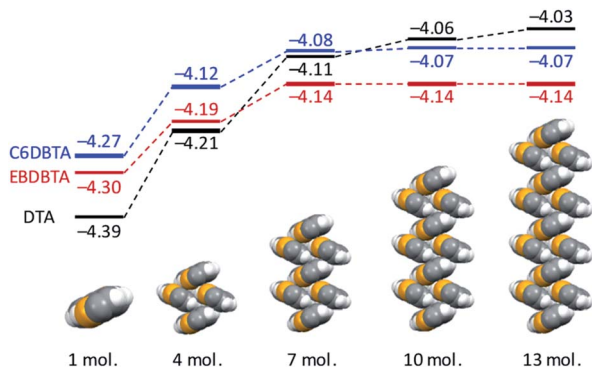 −4.03
−4.06
−4.08
−4.07
−4.07
−4.11
−4.12
−4.14
−4.14
−4.14
−4.19
−4.21
−4.27
C6DBTA
EBDBTA
−4.30
DTA
−4.39
1 mol.
4 mol.
7 mol.
10 mol.
13 mol.